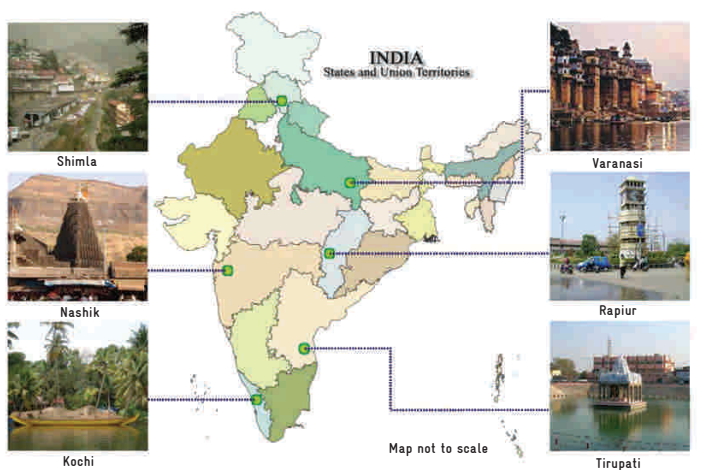 INDIA
States and Union Territories
Shimla
Varanasi
Nashik
Rapiur
Kochi
Map not to scale
Tirupati